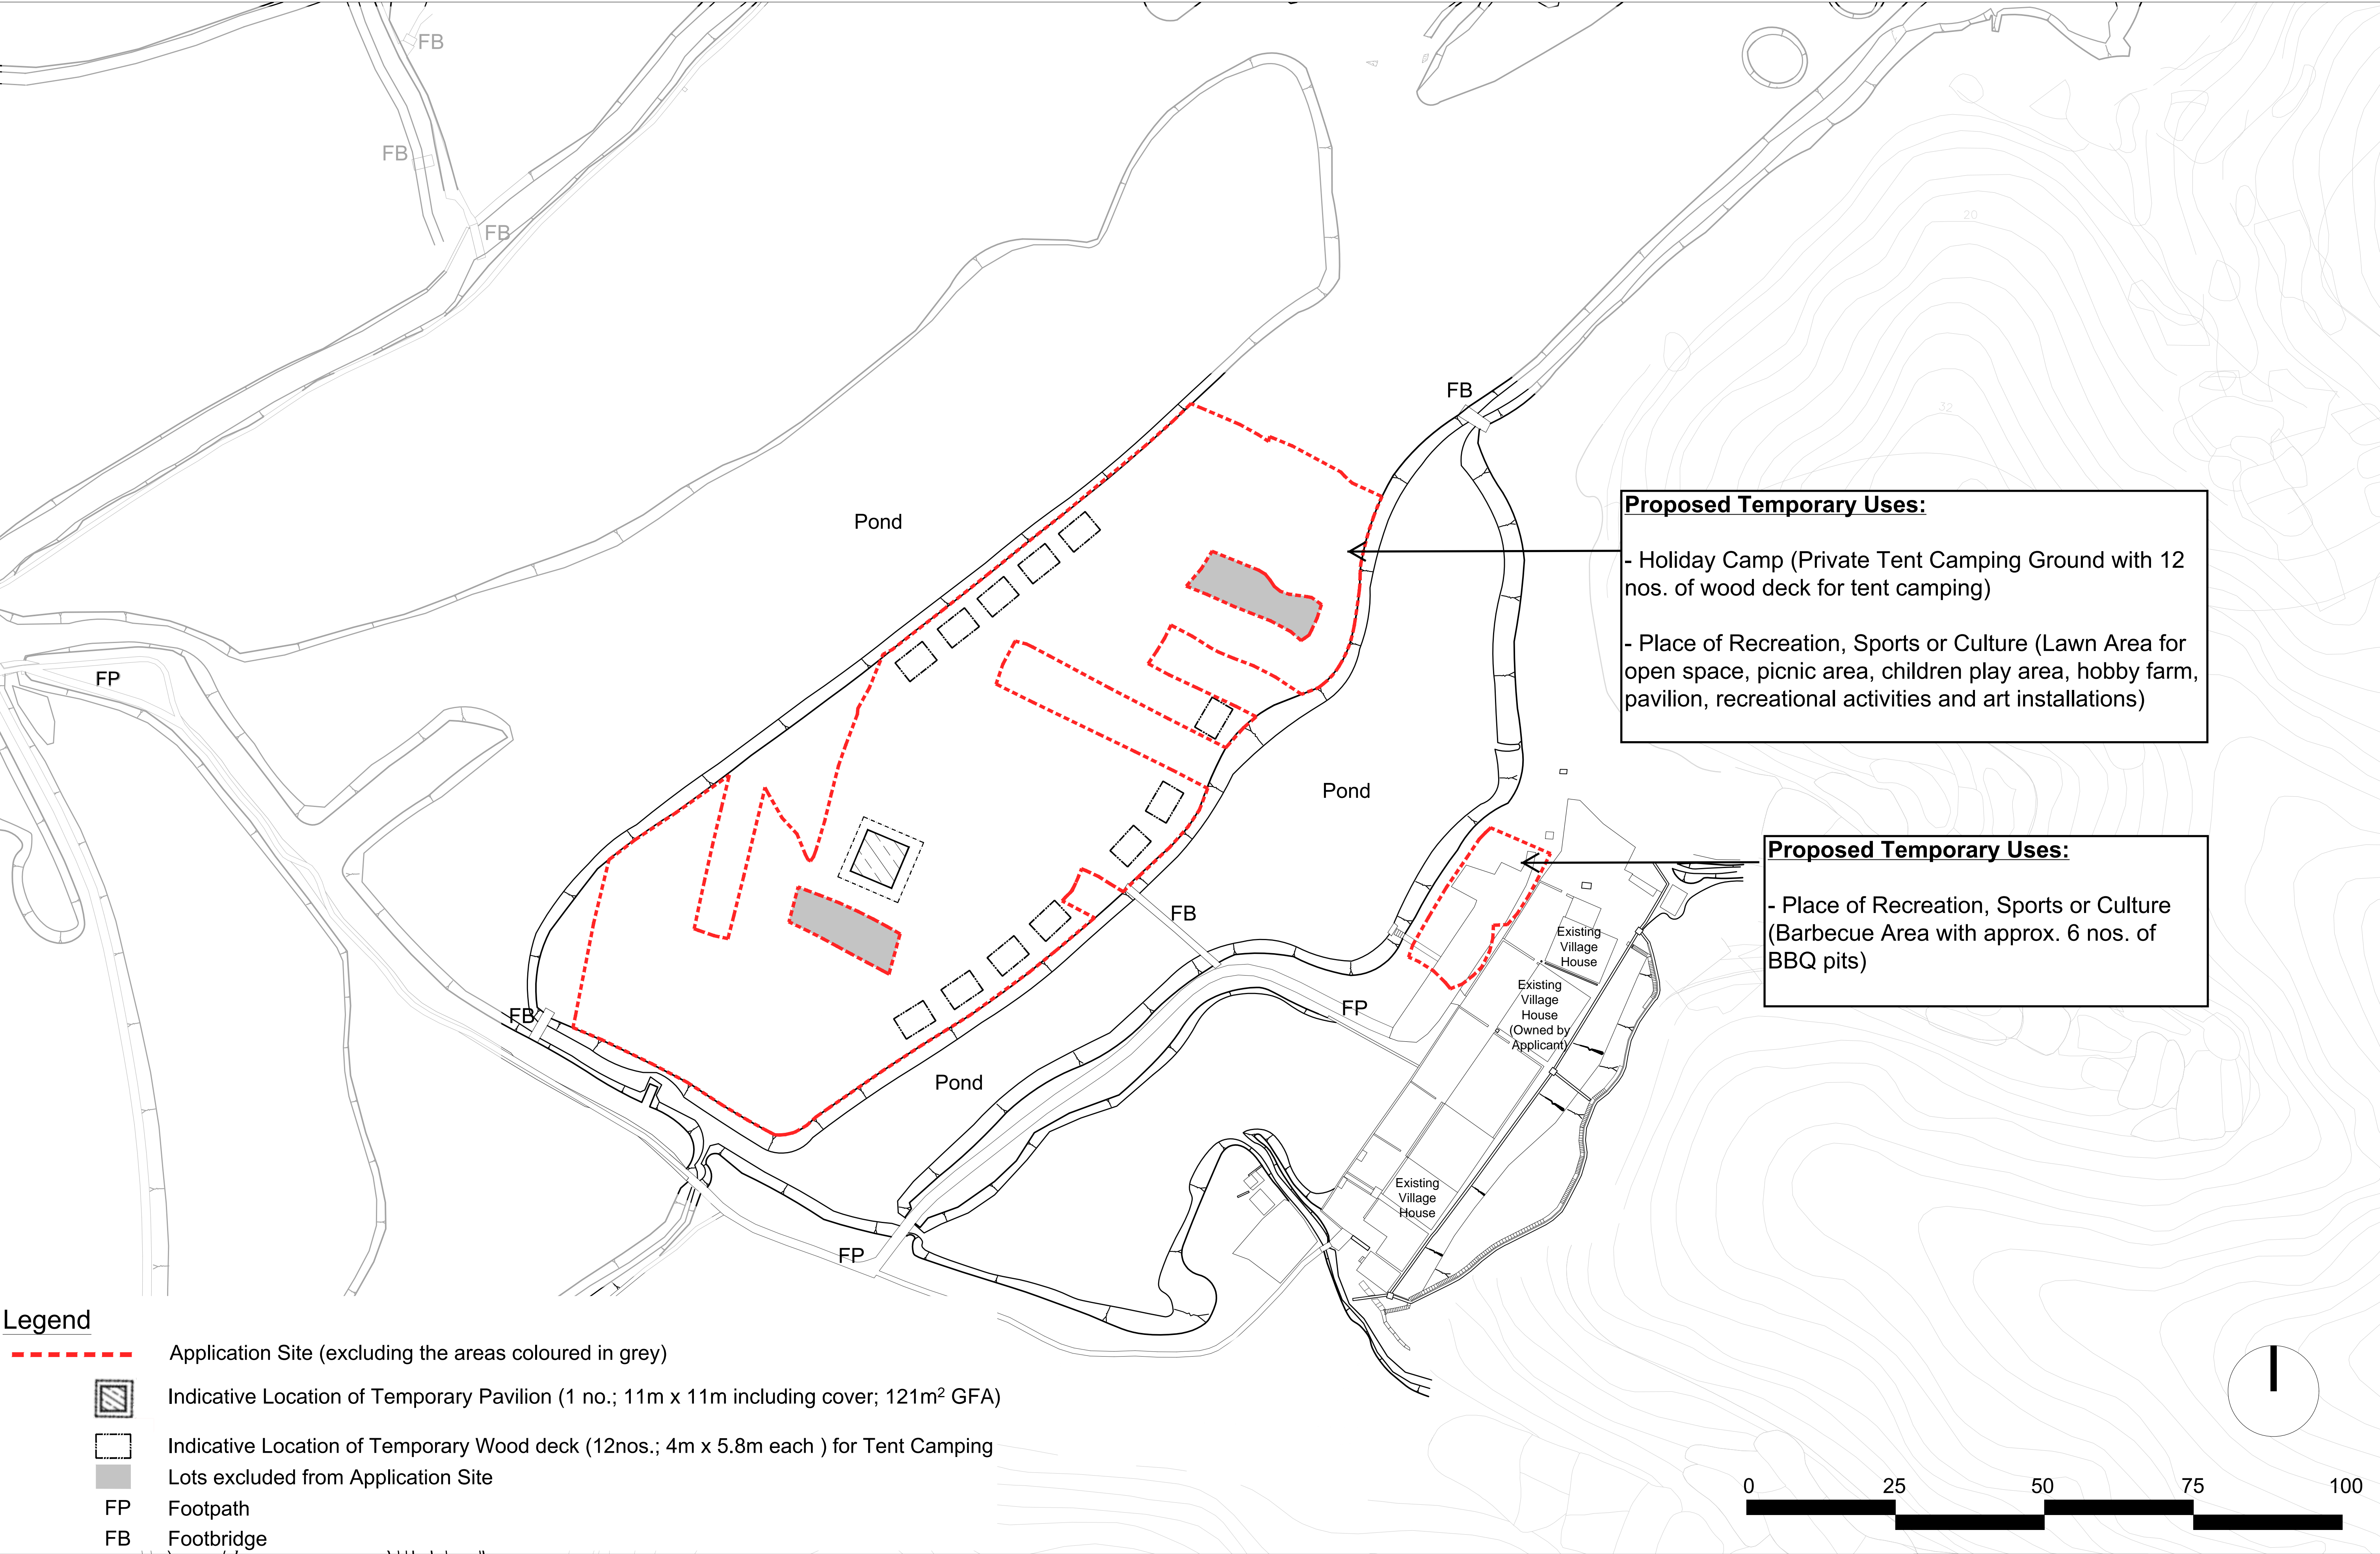 FB
FB
FB
20
32
FB
Pond
Proposed Temporary Uses:
- Holiday Camp (Private Tent Camping Ground with 12
nos. of wood deck for tent camping)
- Place of Recreation, Sports or Culture (Lawn Area for
open space, picnic area, children play area, hobby farm,
pavilion, recreational activities and art installations)
FP
Pond
Proposed Temporary Uses:
- Place of Recreation, Sports or Culture
(Barbecue Area with approx. 6 nos. of
BBQ pits)
FB
Existing
Village
House
Existing
Village
House
(Owned by
Applicant)
FP
FB
Pond
Existing
Village
House
FP
Legend
Application Site (excluding the areas coloured in grey)
Indicative Location of Temporary Pavilion (1 no.; 11m x 11m including cover; 121m² GFA)
Indicative Location of Temporary Wood deck (12nos.; 4m x 5.8m each ) for Tent Camping
Lots excluded from Application Site
FP Footpath
FB Footbridge
0 25 50 75 100